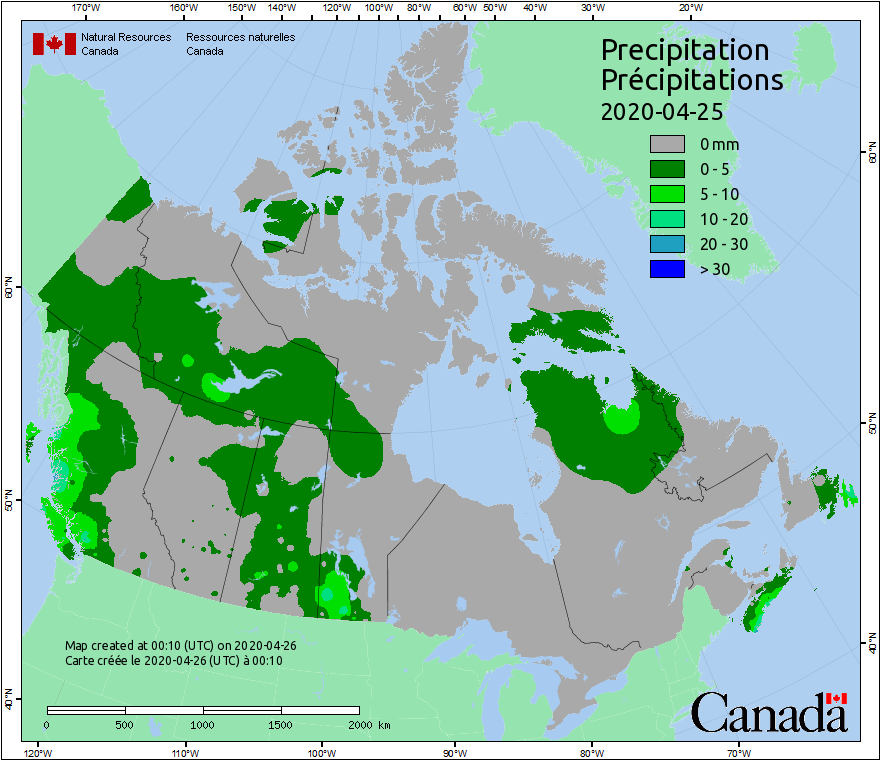 170°W 160°W 150°W 140°W 130°W 120°W 110°W 100°W 90°W 80°W 70°W 60°W 50°W 40°W 30°W 20°W
Natural Resources Ressources naturelles
Canada Canada
Precipitation
Précipitations
2020-04-25
0 mm
0 - 5
5 - 10
10 - 20
20 - 30
> 30
60°N
60°N
50°N
50°N
40°N
40°N
Map created at 00:10 (UTC) on 2020-04-26
Carte créée le 2020-04-26 (UTC) à 00:10
0 500 1000 1500 2000 km
Canada
120°W 110°W 100°W 90°W 80°W 70°W